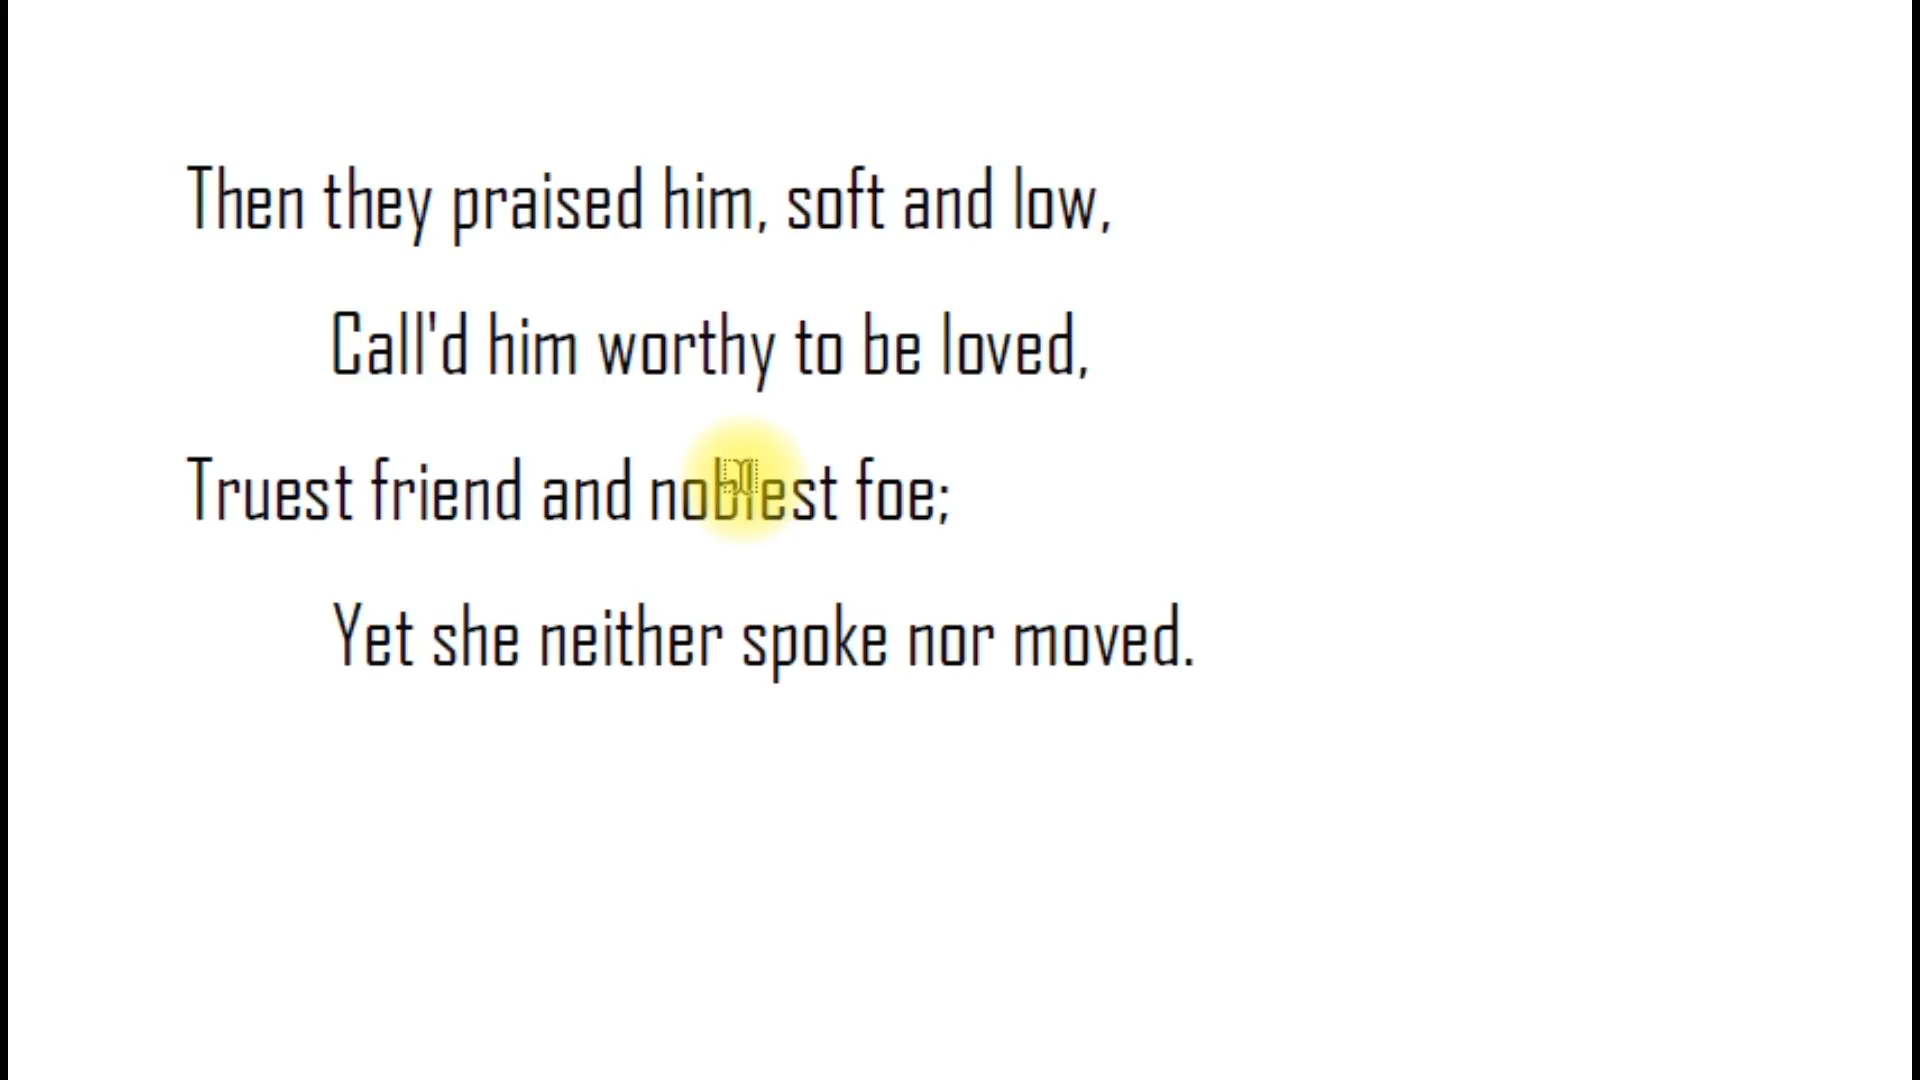 Then they praised him, soft and low,
Call'd him worthy to be loved,
Truest friend and noblest foe;
Yet she neither spoke nor moved.